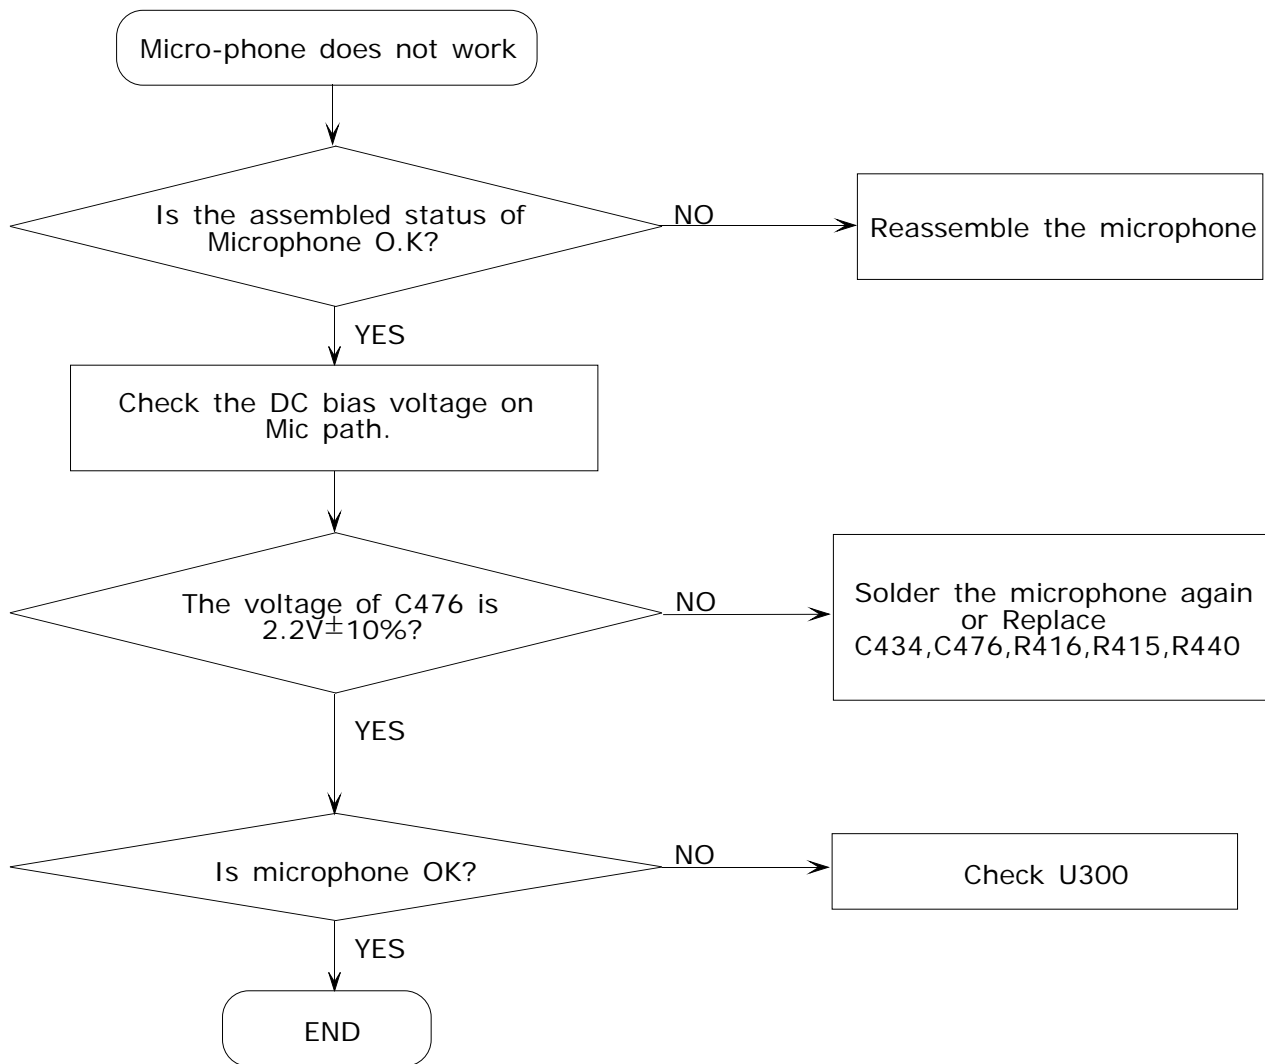 Micro-phone does not work
Is the assembled status of
Microphone O.K?
NO
Reassemble the microphone
YES
Check the DC bias voltage on
Mic path.
The voltage of C476 is
2.2V±10%?
NO
Solder the microphone again
or Replace
C434,C476,R416,R415,R440
YES
Is microphone OK?
NO
Check U300
YES
END